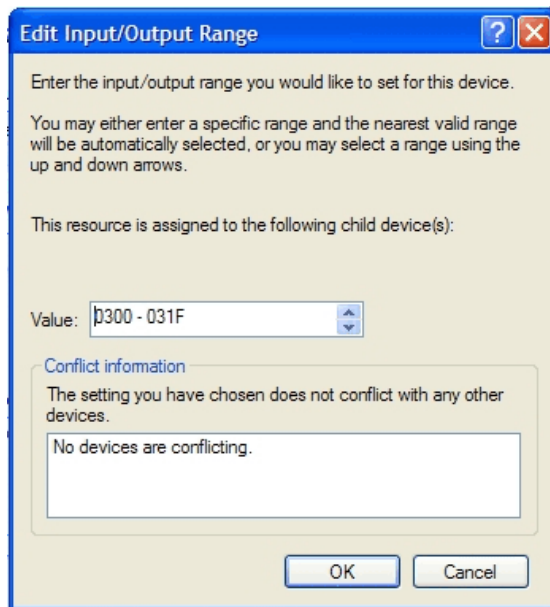 Edit Input/Output Range
?
Enter the input/output range you would like to set for this device.
You may either enter a specific range and the nearest valid range
will be automatically selected, or you may select a range using the
up and down arrows.
This resource is assigned to the following child device(s):
Value: 0300 - 031F
Conflict information
The setting you have chosen does not conflict with any other
devices.
No devices are conflicting.
OK Cancel